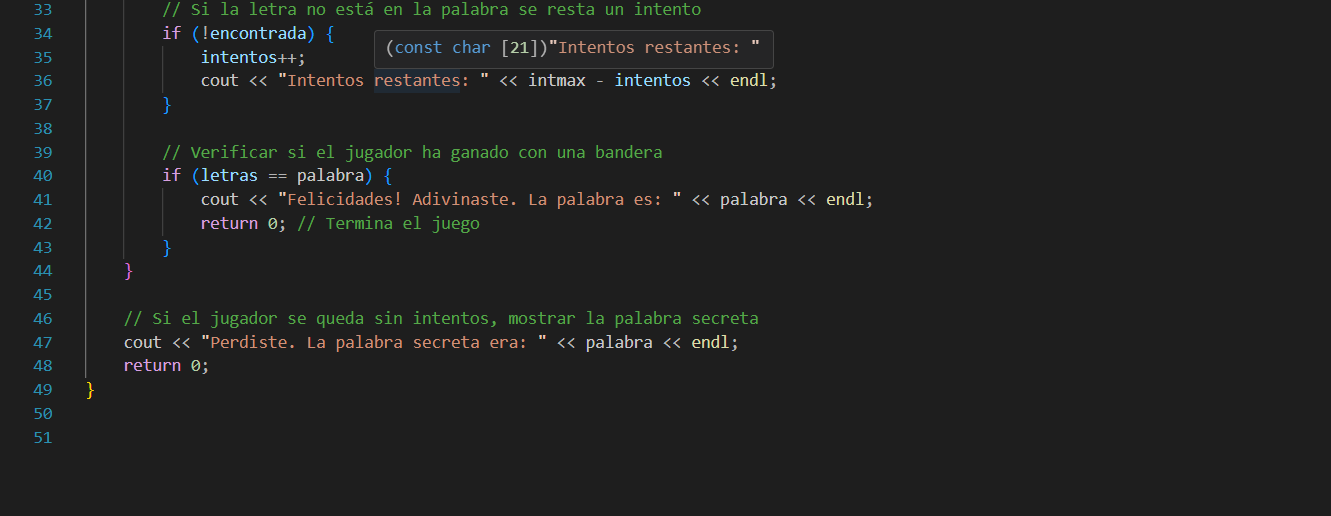 33 // Si la letra no está en la palabra se resta un intento
34 if (!encontrada) {
(const char [21])"Intentos restantes: "
35 intentos++;
36 cout << "Intentos restantes: " << intmax - intentos << endl;
37 }
38
39 // Verificar si el jugador ha ganado con una bandera
40 if (letras == palabra) {
41 cout << "Felicidades! Adivinaste. La palabra es: " << palabra << endl;
42 return 0; // Termina el juego
43 }
44 }
45
46 // Si el jugador se queda sin intentos, mostrar la palabra secreta
47 cout << "Perdiste. La palabra secreta era: " << palabra << endl;
48 return 0;
49 }
50
51